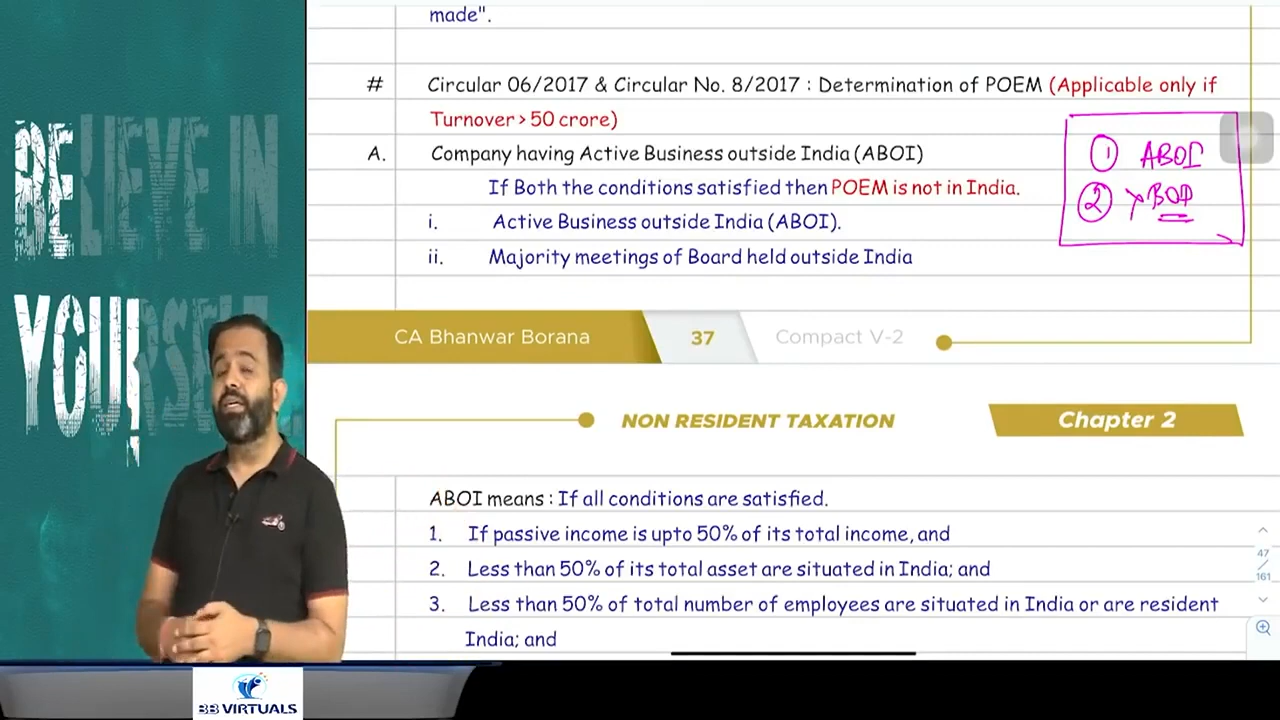 made".
# Circular 06/2017 & Circular No. 8/2017 : Determination of POEM (Applicable only if
Turnover > 50 crore)
A. Company having Active Business outside India (ABOI)
If Both the conditions satisfied then POEM is not in India.
i. Active Business outside India (ABOI).
ii. Majority meetings of Board held outside India
① ABOI
② BOD
CA Bhanwar Borana 37 Compact V-2
NON RESIDENT TAXATION Chapter 2
ABOI means : If all conditions are satisfied.
1. If passive income is upto 50% of its total income, and
2. Less than 50% of its total asset are situated in India; and
3. Less than 50% of total number of employees are situated in India or are resident
India; and
47
/
161
BELIEVE IN
YOURSELF
BB VIRTUALS